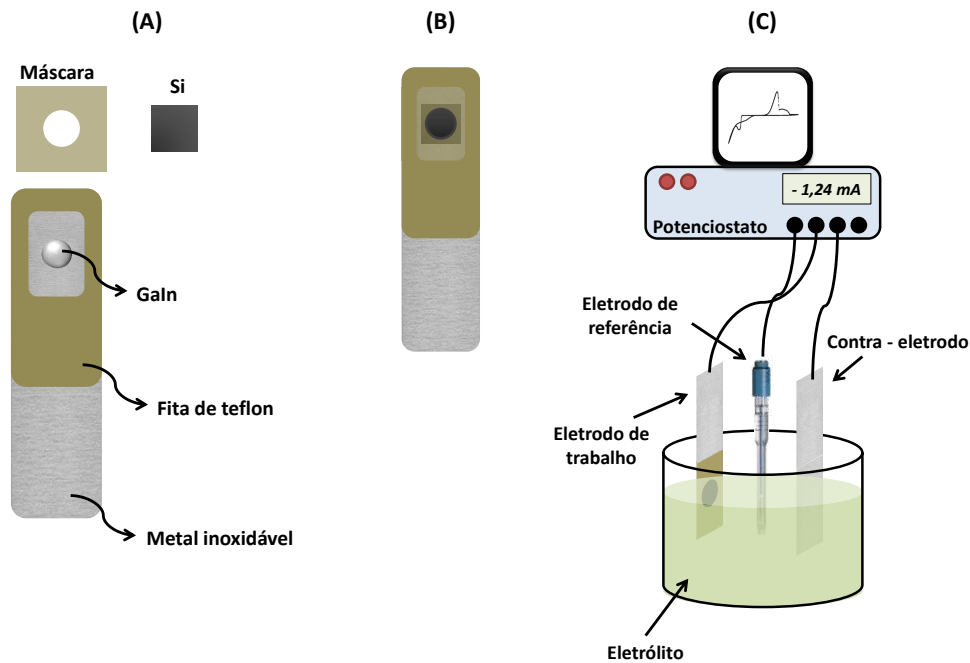 (A)
Máscara
Si
GaIn
Fita de teflon
Metal inoxidável
(B)
(C)
- 1,24 mA
Potenciostato
Eletrodo de
referência
Contra - eletrodo
Eletrodo de
trabalho
Eletrólito